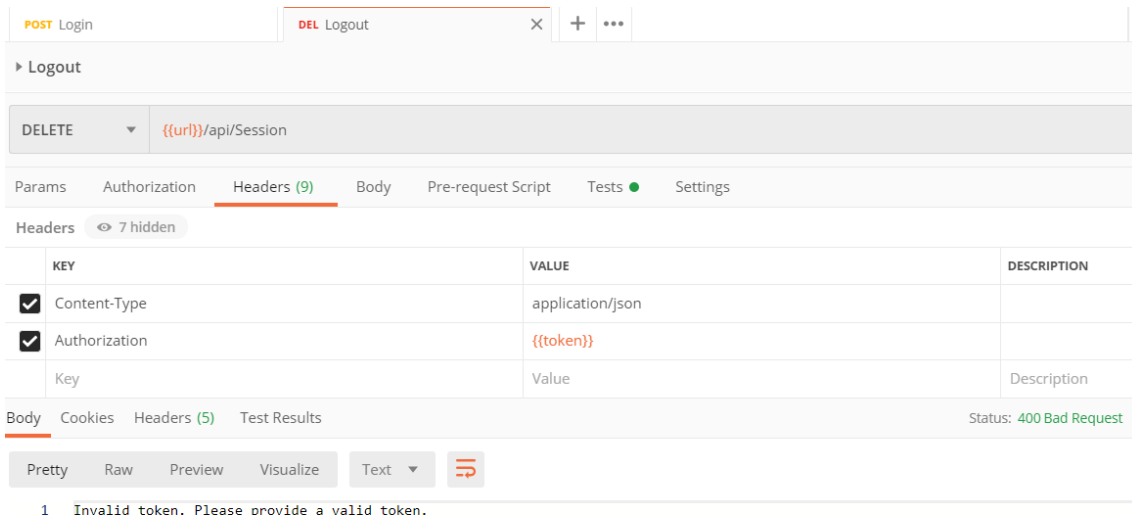 POST Login DEL Logout
Logout
DELETE {{url}}/api/Session
Params Authorization Headers (9) Body Pre-request Script Tests Settings
Headers 7 hidden
KEY VALUE DESCRIPTION
Content-Type application/json
Authorization {{token}}
Key Value Description
Body Cookies Headers (5) Test Results Status: 400 Bad Request
Pretty Raw Preview Visualize Text
1 Invalid token. Please provide a valid token.